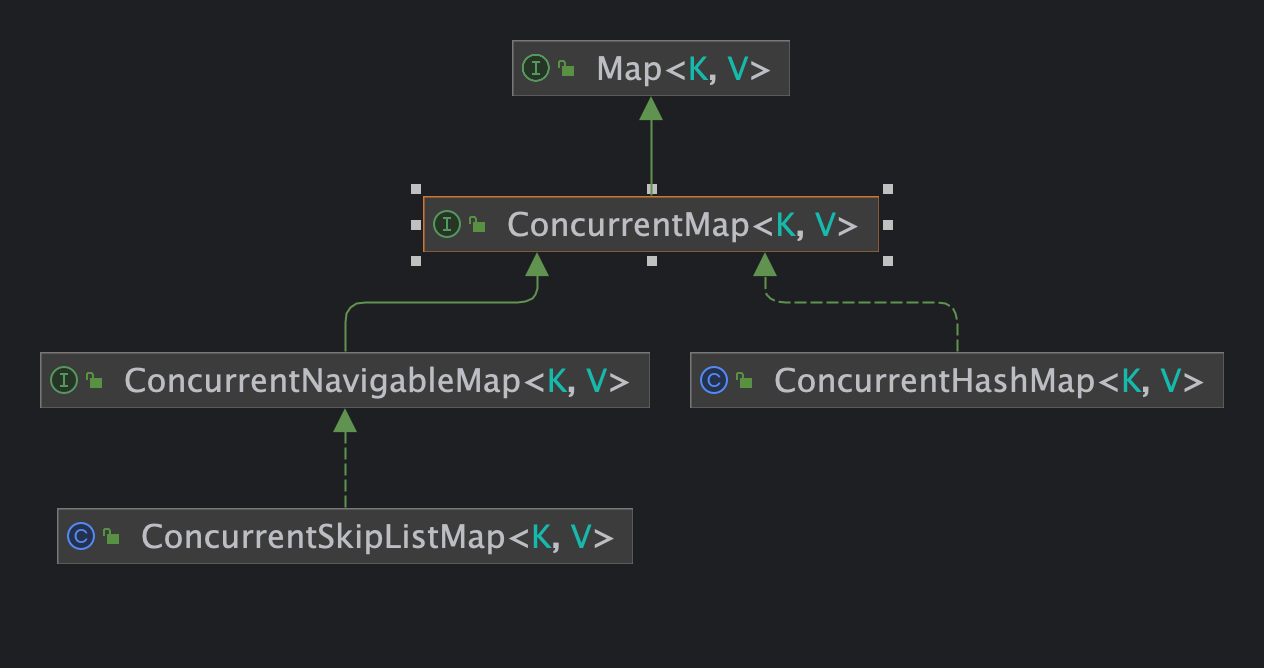 I Map<K, V>
I ConcurrentMap<K, V>
I ConcurrentNavigableMap<K, V>
C ConcurrentHashMap<K, V>
C ConcurrentSkipListMap<K, V>